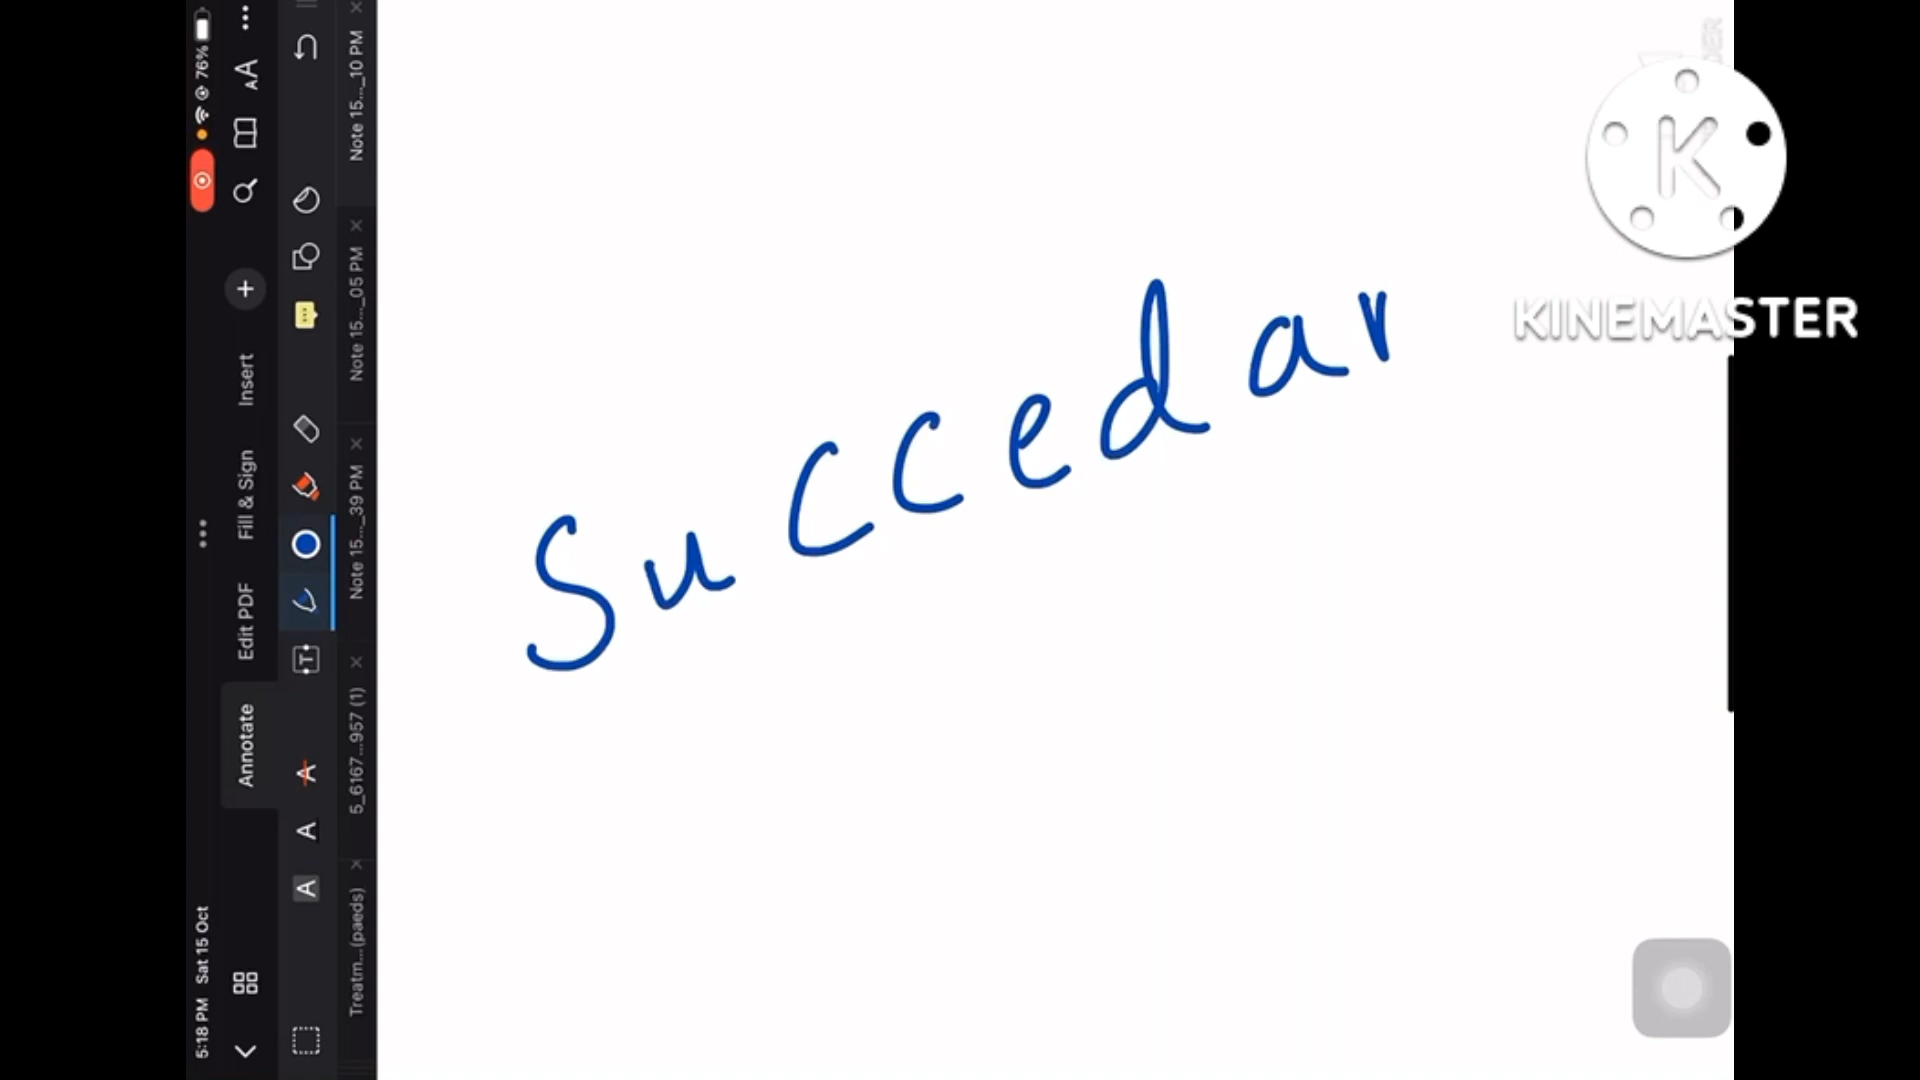 5:18 PM Sat 15 Oct
76%
Annotate
Edit PDF
Fill & Sign
Insert
AA
A
A
A
T
Treatm...(paeds)
5_6167...957 (1)
Note 15..._39 PM
Note 15..._05 PM
Note 15..._10 PM
Succedar
K
KINEMASTER